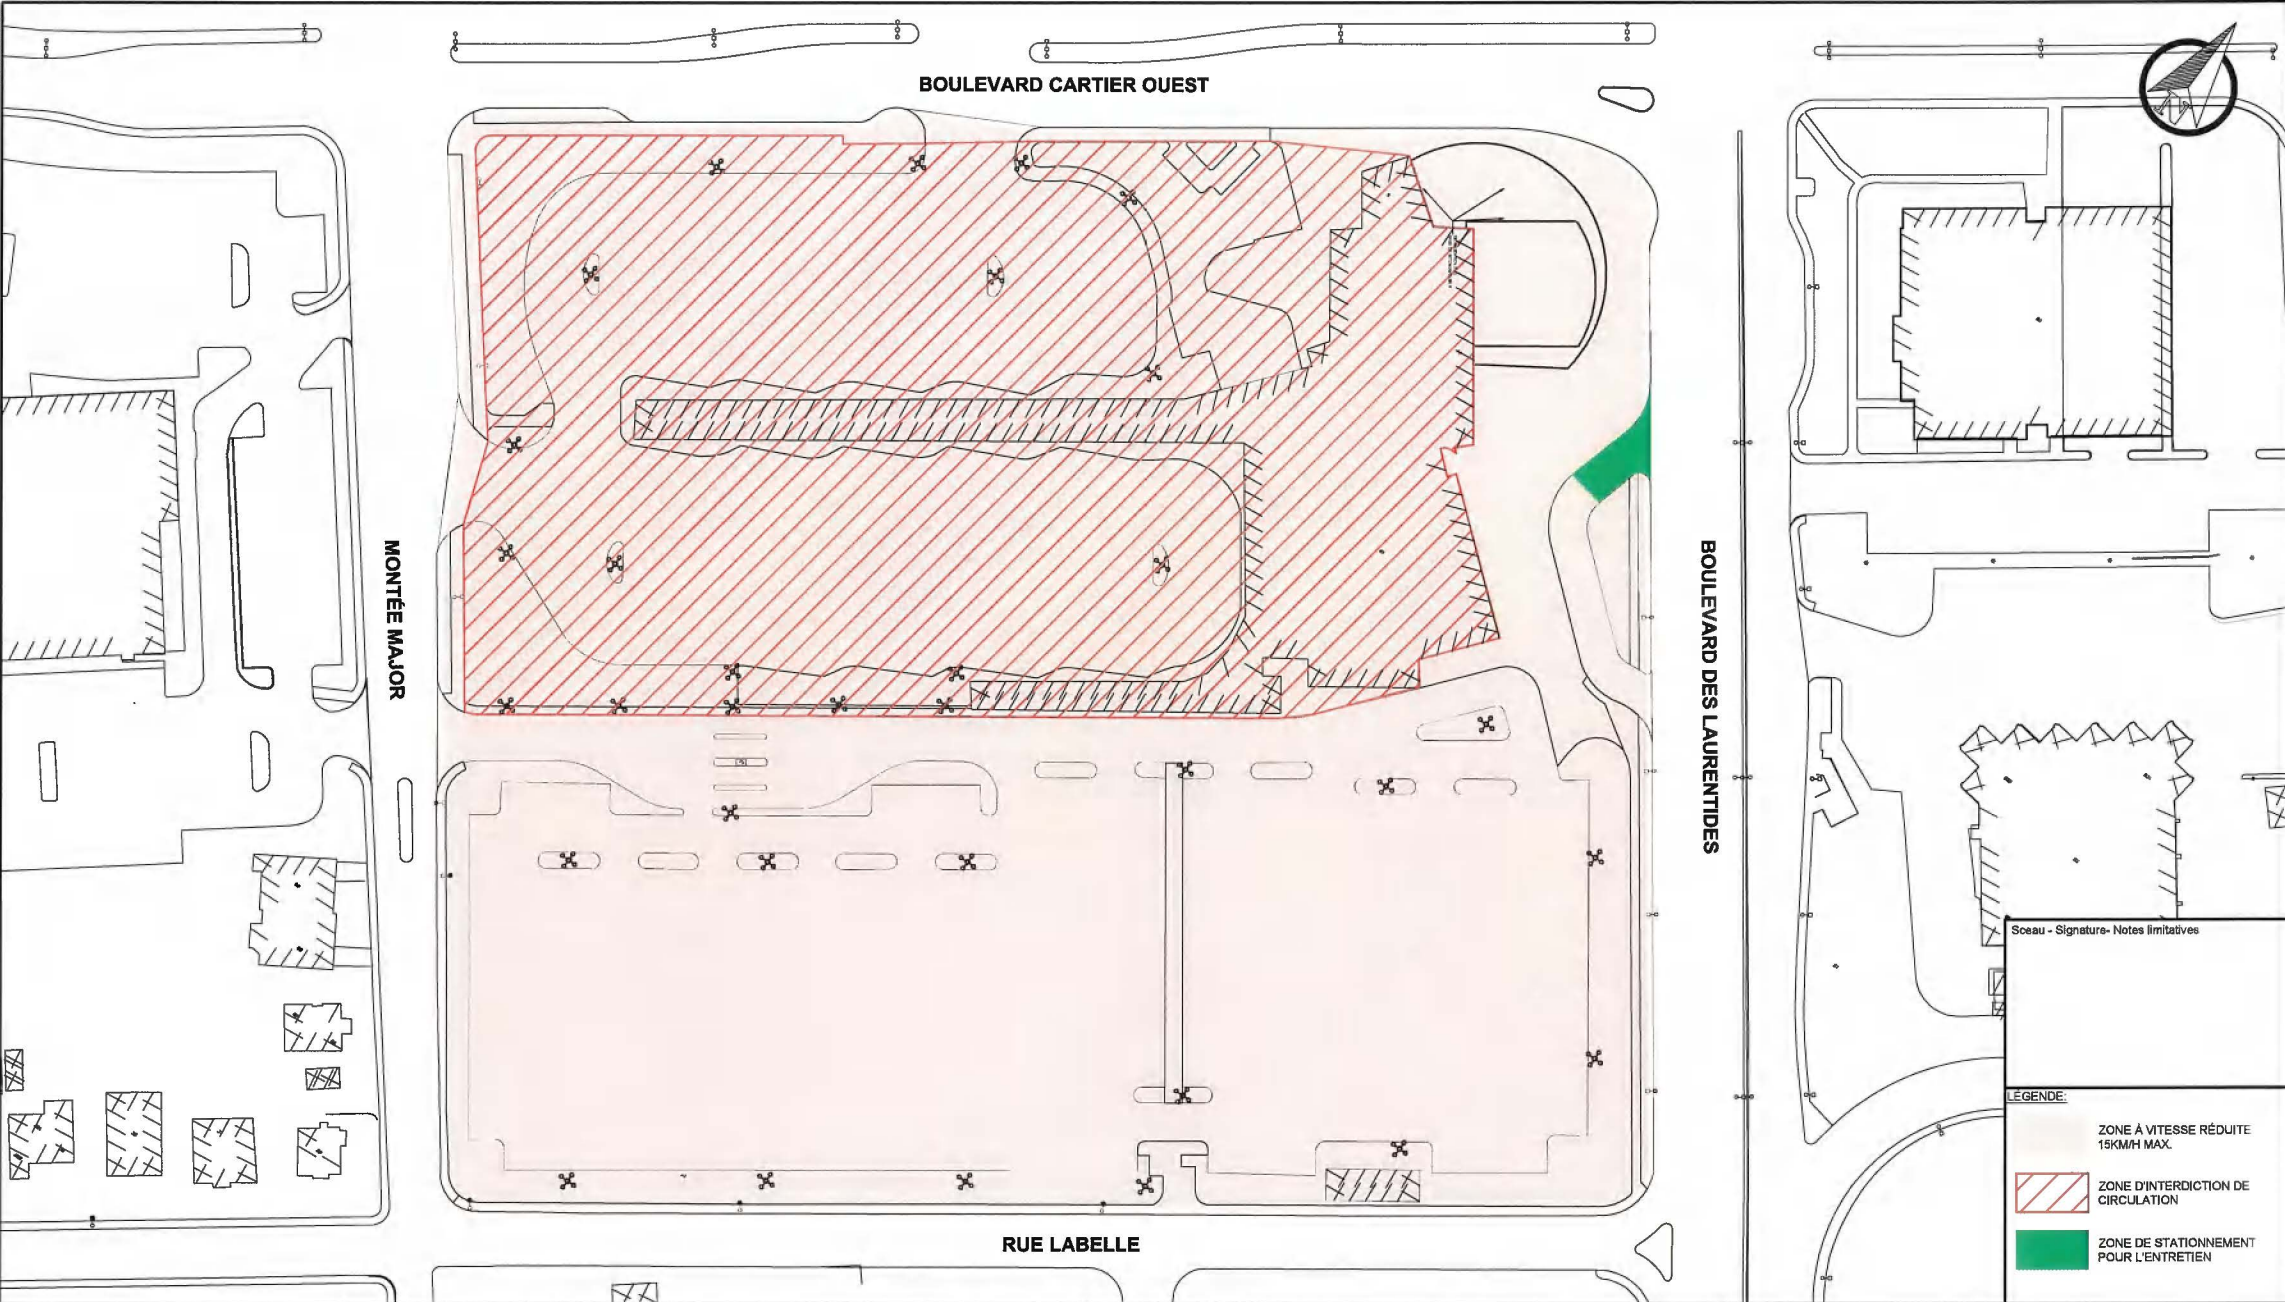 BOULEVARD CARTIER OUEST
N
MONTÉE MAJOR
BOULEVARD DES LAURENTIDES
RUE LABELLE
Sceau - Signature- Notes limitatives
LÉGENDE:
ZONE À VITESSE RÉDUITE
15KM/H MAX.
ZONE D'INTERDICTION DE
CIRCULATION
ZONE DE STATIONNEMENT
POUR L'ENTRETIEN